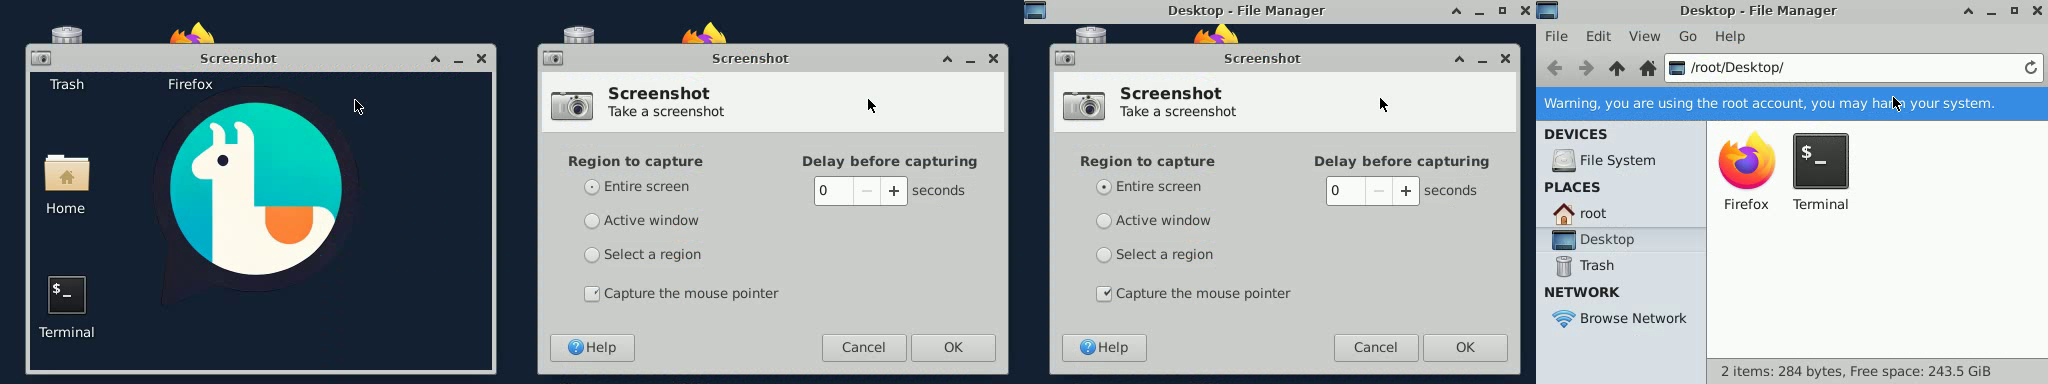 Screenshot
Trash
Firefox
$_
Home
$_
Terminal
Screenshot
Screenshot
Take a screenshot
Region to capture
Entire screen
Active window
Select a region
Capture the mouse pointer
Delay before capturing
0 seconds
Help
Cancel
OK
Desktop - File Manager
Screenshot
Screenshot
Take a screenshot
Region to capture
Entire screen
Active window
Select a region
Capture the mouse pointer
Delay before capturing
0 seconds
Help
Cancel
OK
Desktop - File Manager
File Edit View Go Help
/root/Desktop/
Warning, you are using the root account, you may harm your system.
DEVICES
File System
PLACES
root
Desktop
Trash
NETWORK
Browse Network
$_
Firefox
Terminal
2 items: 284 bytes, Free space: 243.5 GiB